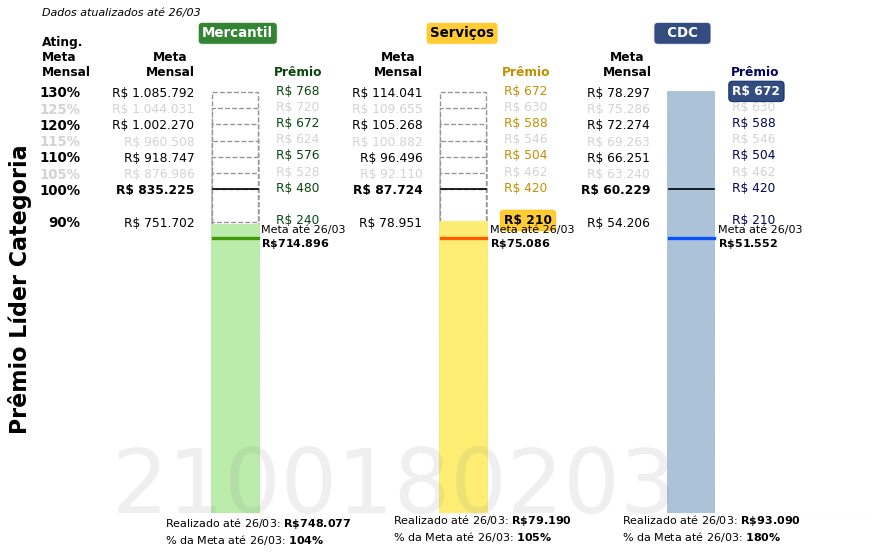 Dados atualizados até 26/03
Mercantil Serviços CDC
Ating. Meta Mensal
Meta Mensal Prêmio Meta Mensal Prêmio Meta Mensal Prêmio
130% R$ 1.085.792 R$ 768 R$ 114.041 R$ 672 R$ 78.297 R$ 672
125% R$ 1.044.031 R$ 720 R$ 109.655 R$ 630 R$ 75.286 R$ 630
120% R$ 1.002.270 R$ 672 R$ 105.268 R$ 588 R$ 72.274 R$ 588
115% R$ 960.508 R$ 624 R$ 100.882 R$ 546 R$ 69.263 R$ 546
110% R$ 918.747 R$ 576 R$ 96.496 R$ 504 R$ 66.251 R$ 504
105% R$ 876.986 R$ 528 R$ 92.110 R$ 462 R$ 63.240 R$ 462
100% R$ 835.225 R$ 480 R$ 87.724 R$ 420 R$ 60.229 R$ 420
90% R$ 751.702 R$ 240 R$ 78.951 R$ 210 R$ 54.206 R$ 210
Meta até 26/03 Meta até 26/03 Meta até 26/03
R$714.896 R$75.086 R$51.552
Prêmio Líder Categoria
2100180203
Realizado até 26/03: R$748.077 Realizado até 26/03: R$79.190 Realizado até 26/03: R$93.090
% da Meta até 26/03: 104% % da Meta até 26/03: 105% % da Meta até 26/03: 180%